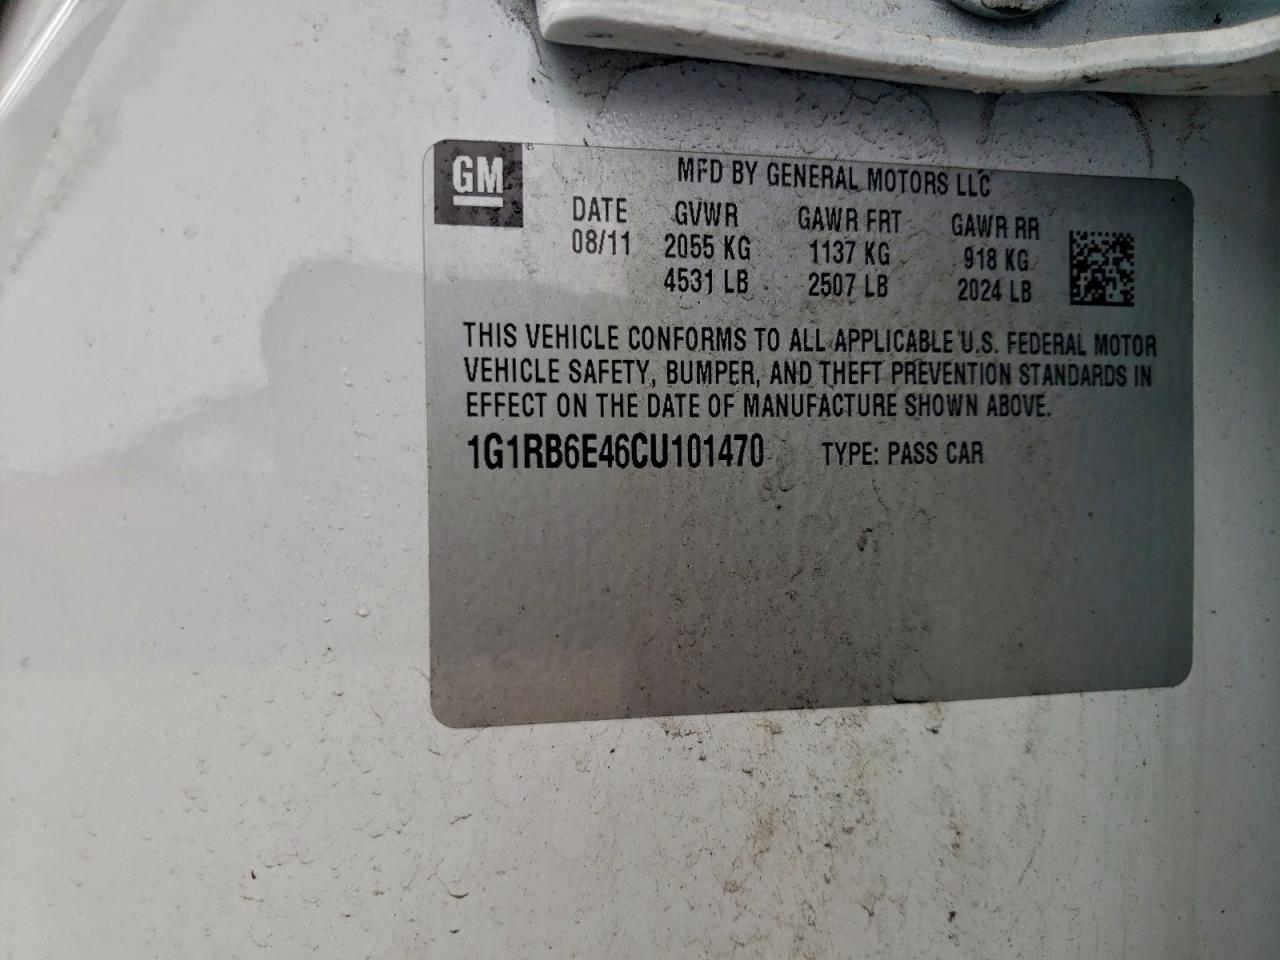 GM
MFD BY GENERAL MOTORS LLC
DATE GVWR GAWR FRT GAWR RR
08/11 2055 KG 1137 KG 918 KG
4531 LB 2507 LB 2024 LB
THIS VEHICLE CONFORMS TO ALL APPLICABLE U.S. FEDERAL MOTOR
VEHICLE SAFETY, BUMPER, AND THEFT PREVENTION STANDARDS IN
EFFECT ON THE DATE OF MANUFACTURE SHOWN ABOVE.
1G1RB6E46CU101470 TYPE: PASS CAR